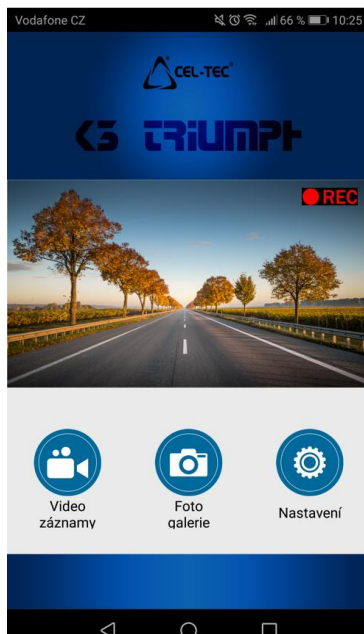 Vodafone CZ 66 % 10:25
CEL-TEC®
K3 TRIUMPH
REC
Video
záznamy
Foto
galerie
Nastavení